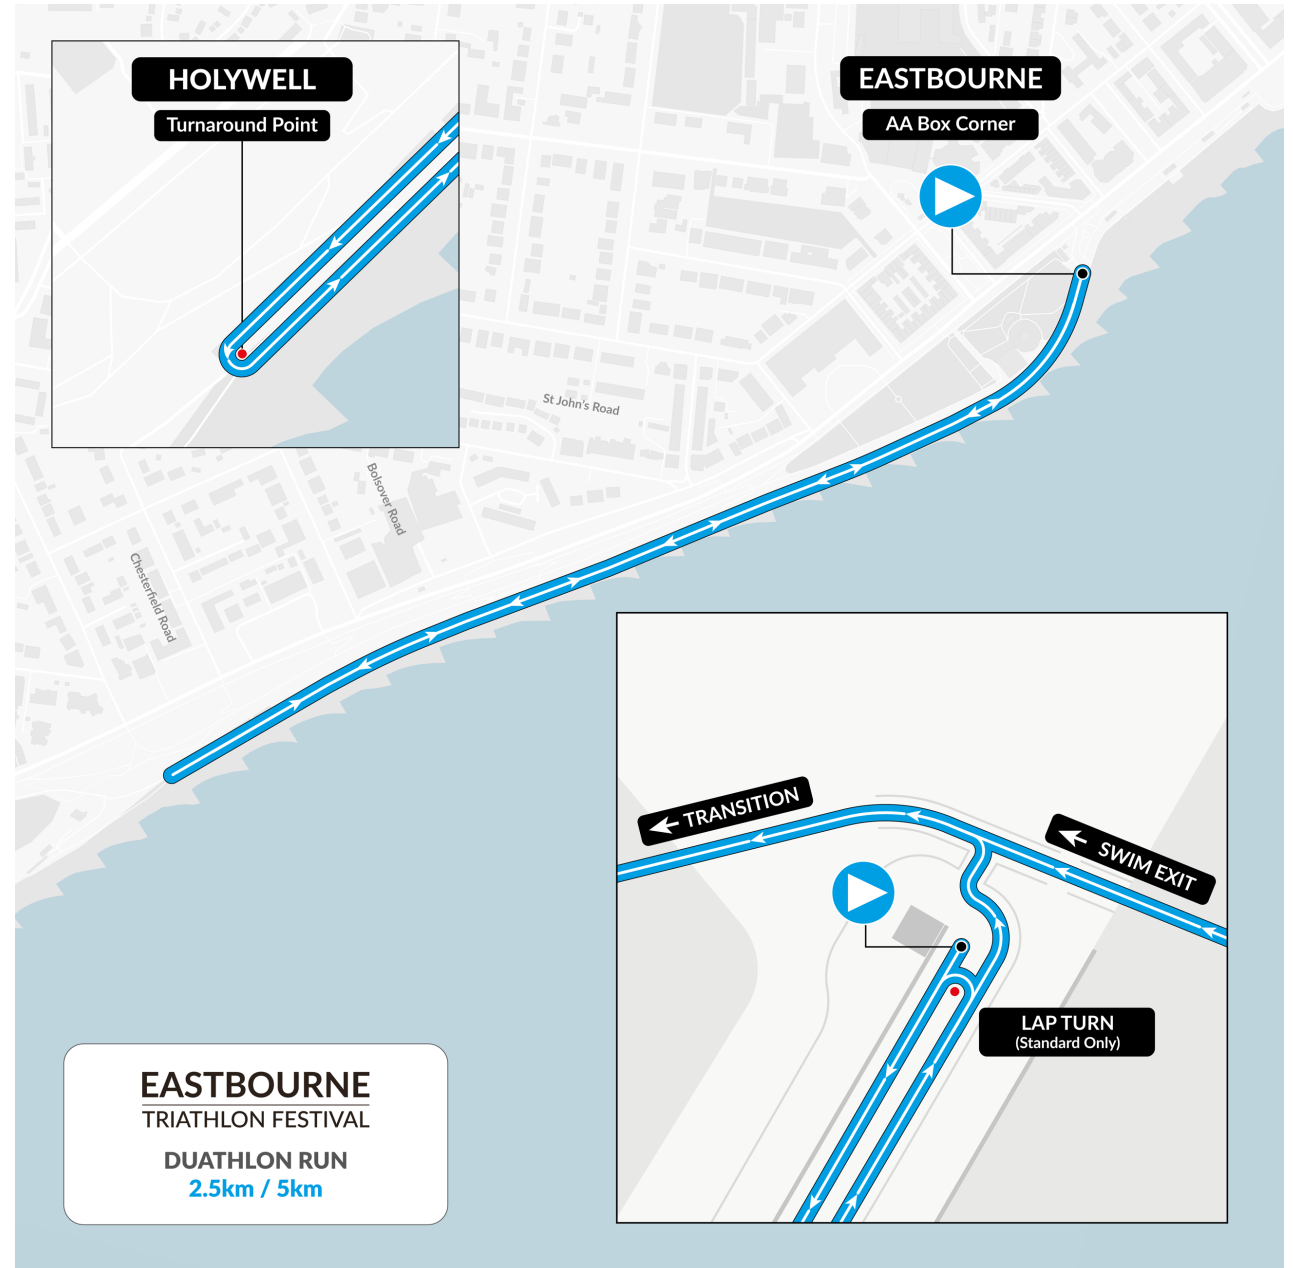 HOLYWELL
Turnaround Point
EASTBOURNE
AA Box Corner
St John's Road
Bolsover Road
Chesterfield Road
TRANSITION
SWIM EXIT
LAP TURN
(Standard Only)
EASTBOURNE
TRIATHLON FESTIVAL
DUATHLON RUN
2.5km / 5km